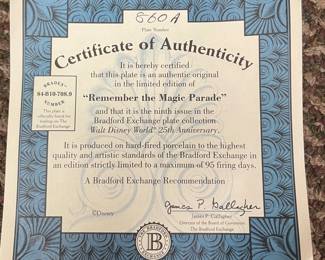 860 A
Plate Number
Certificate of Authenticity
It is hereby certified
that this plate is an authentic original
in the limited edition of
BRADEX
84-B10-708.9
NUMBER
This plate is
officially listed for
trading on The
Bradford Exchange
“Remember the Magic Parade”
and that it is the ninth issue in the
Bradford Exchange plate collection
Walt Disney World 25th Anniversary.
It is produced on hard-fired porcelain to the highest
quality and artistic standards of the Bradford Exchange in
an edition strictly limited to a maximum of 95 firing days.
A Bradford Exchange Recommendation
©Disney
James P. Gallagher
James P. Gallagher
Director of the Board of Governors
The Bradford Exchange
THE BRADFORD
B
EXCHANGE